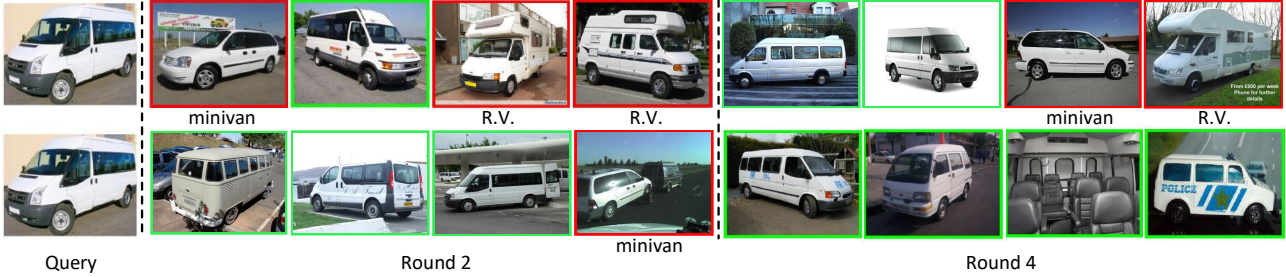 minivan
R.V.
R.V.
minivan
R.V.
From £600 per week
Phone for further
details
POLICE
minivan
Query
Round 2
Round 4